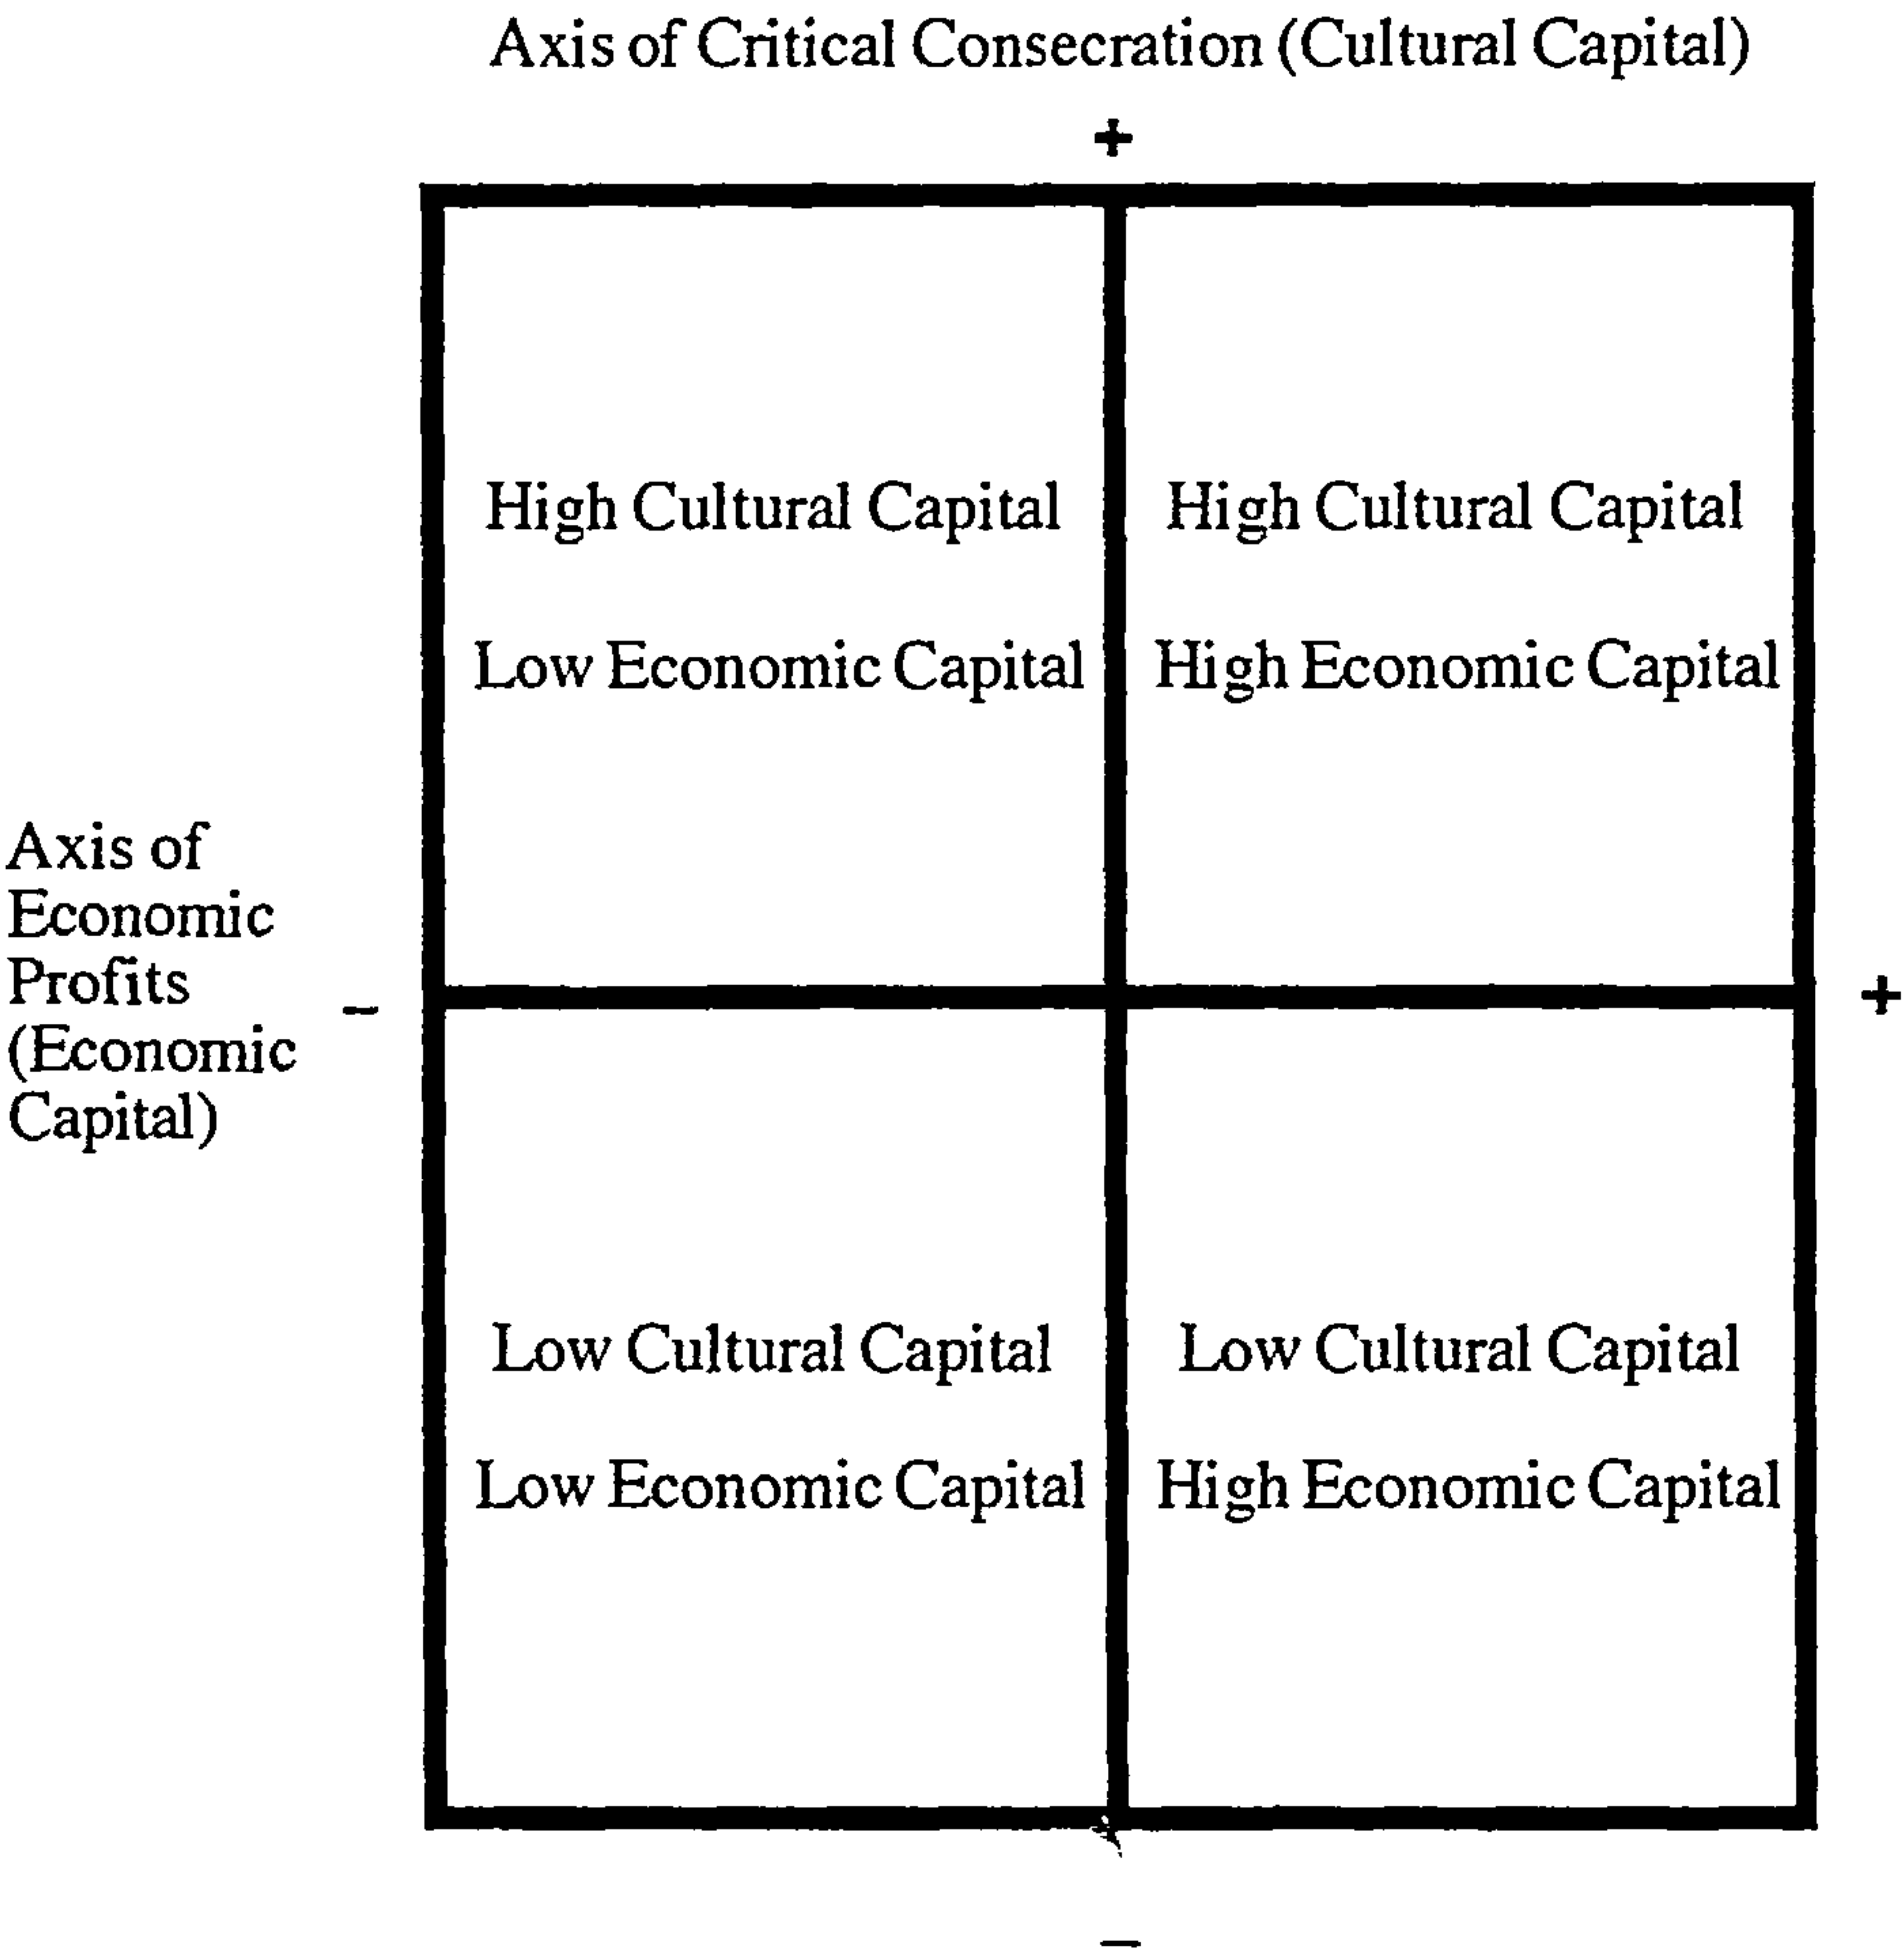 Axis of Critical Consecration (Cultural Capital)
+
High Cultural Capital
High Cultural Capital
Low Economic Capital
High Economic Capital
Axis of
Economic
Profits
(Economic
Capital)
–
+
Low Cultural Capital
Low Cultural Capital
Low Economic Capital
High Economic Capital
–